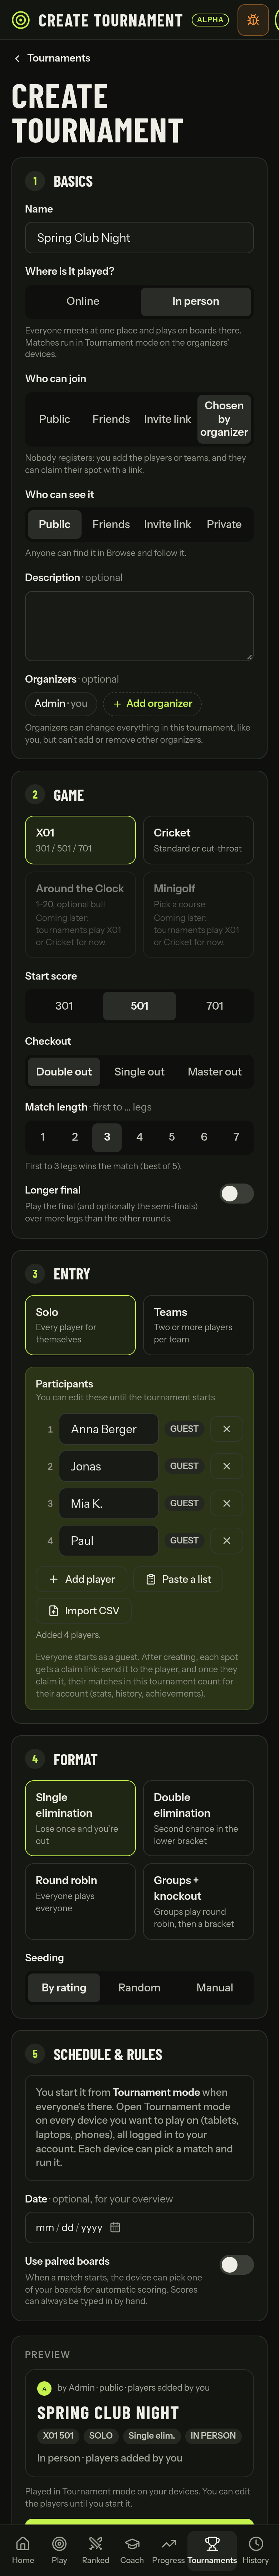 CREATE TOURNAMENT ALPHA
Tournaments
CREATE
TOURNAMENT
1 BASICS
Name
Spring Club Night
Where is it played?
Online In person
Everyone meets at one place and plays on boards there.
Matches run in Tournament mode on the organizers'
devices.
Who can join
Public Friends Invite link Chosen
by
organizer
Nobody registers: you add the players or teams, and they
can claim their spot with a link.
Who can see it
Public Friends Invite link Private
Anyone can find it in Browse and follow it.
Description · optional
Organizers · optional
Admin · you + Add organizer
Organizers can change everything in this tournament, like
you, but can't add or remove other organizers.
2 GAME
X01
301 / 501 / 701
Cricket
Standard or cut-throat
Around the Clock
1–20, optional bull
Coming later:
tournaments play X01
or Cricket for now.
Minigolf
Pick a course
Coming later:
tournaments play X01
or Cricket for now.
Start score
301 501 701
Checkout
Double out Single out Master out
Match length · first to … legs
1 2 3 4 5 6 7
First to 3 legs wins the match (best of 5).
Longer final
Play the final (and optionally the semi-finals)
over more legs than the other rounds.
3 ENTRY
Solo
Every player for
themselves
Teams
Two or more players
per team
Participants
You can edit these until the tournament starts
1 Anna Berger GUEST
2 Jonas GUEST
3 Mia K. GUEST
4 Paul GUEST
+ Add player Paste a list
Import CSV
Added 4 players.
Everyone starts as a guest. After creating, each spot
gets a claim link: send it to the player, and once they
claim it, their matches in this tournament count for
their account (stats, history, achievements).
4 FORMAT
Single
elimination
Lose once and you're
out
Double
elimination
Second chance in the
lower bracket
Round robin
Everyone plays
everyone
Groups +
knockout
Groups play round
robin, then a bracket
Seeding
By rating Random Manual
5 SCHEDULE & RULES
You start it from Tournament mode when
everyone's there. Open Tournament mode
on every device you want to play on (tablets,
laptops, phones), all logged in to your
account. Each device can pick a match and
run it.
Date · optional, for your overview
mm / dd / yyyy
Use paired boards
When a match starts, the device can pick one
of your boards for automatic scoring. Scores
can always be typed in by hand.
PREVIEW
A by Admin · public · players added by you
SPRING CLUB NIGHT
X01 501 SOLO Single elim. IN PERSON
In person · players added by you
Played in Tournament mode on your devices. You can edit
the players until you start it.
Home Play Ranked Coach Progress Tournaments History